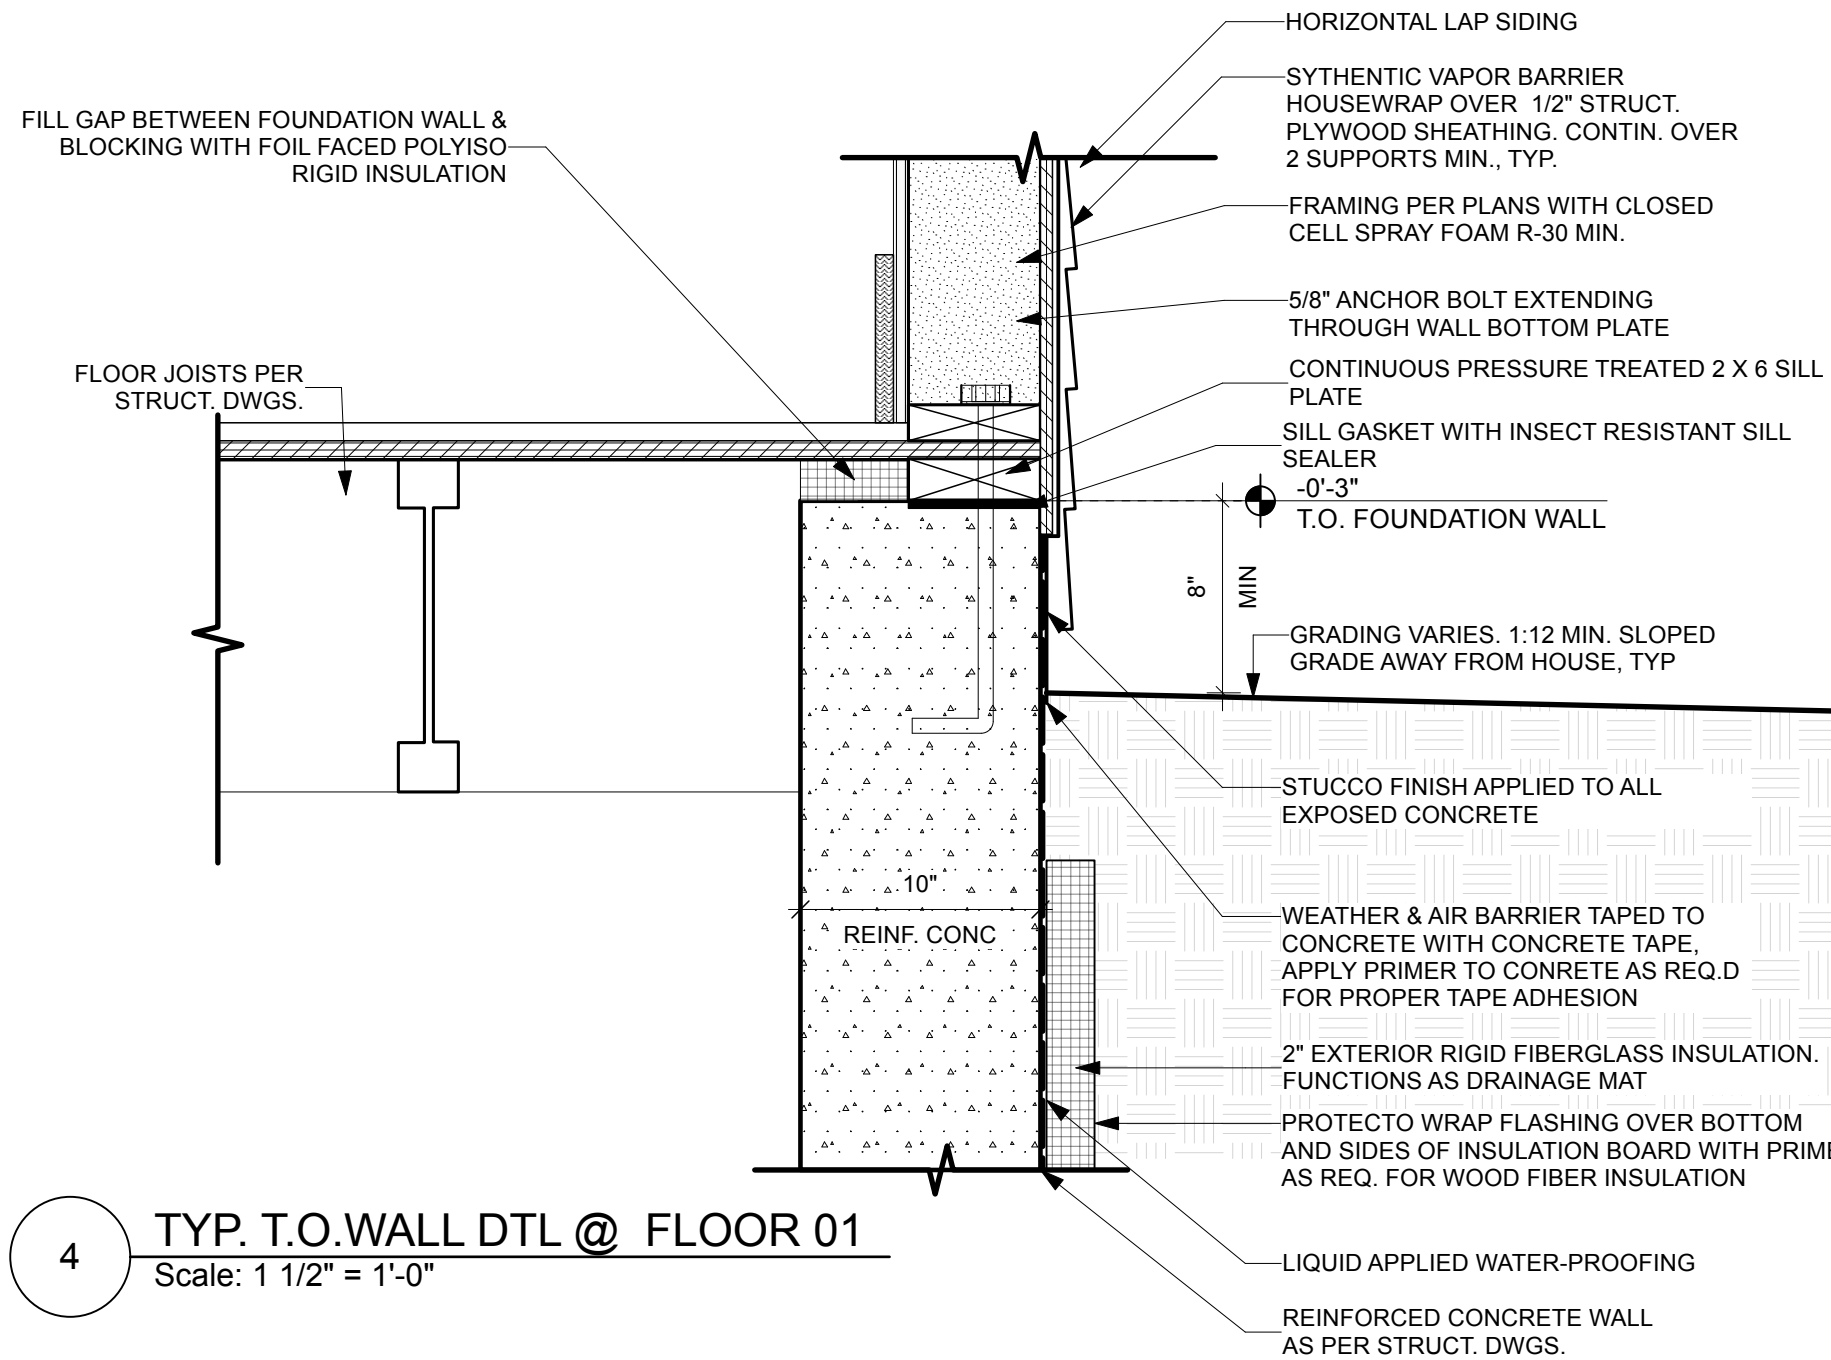 FILL GAP BETWEEN FOUNDATION WALL &
BLOCKING WITH FOIL FACED POLYISO
RIGID INSULATION
FLOOR JOISTS PER
STRUCT. DWGS.
HORIZONTAL LAP SIDING
SYTHENTIC VAPOR BARRIER
HOUSEWRAP OVER 1/2" STRUCT.
PLYWOOD SHEATHING. CONTIN. OVER
2 SUPPORTS MIN., TYP.
FRAMING PER PLANS WITH CLOSED
CELL SPRAY FOAM R-30 MIN.
5/8" ANCHOR BOLT EXTENDING
THROUGH WALL BOTTOM PLATE
CONTINUOUS PRESSURE TREATED 2 X 6 SILL
PLATE
SILL GASKET WITH INSECT RESISTANT SILL
SEALER
-0'-3"
T.O. FOUNDATION WALL
8"
MIN
GRADING VARIES. 1:12 MIN. SLOPED
GRADE AWAY FROM HOUSE, TYP
STUCCO FINISH APPLIED TO ALL
EXPOSED CONCRETE
10"
REINF. CONC
WEATHER & AIR BARRIER TAPED TO
CONCRETE WITH CONCRETE TAPE,
APPLY PRIMER TO CONRETE AS REQ.D
FOR PROPER TAPE ADHESION
2" EXTERIOR RIGID FIBERGLASS INSULATION.
FUNCTIONS AS DRAINAGE MAT
PROTECTO WRAP FLASHING OVER BOTTOM
AND SIDES OF INSULATION BOARD WITH PRIME
AS REQ. FOR WOOD FIBER INSULATION
LIQUID APPLIED WATER-PROOFING
REINFORCED CONCRETE WALL
AS PER STRUCT. DWGS.
4
TYP. T.O.WALL DTL @ FLOOR 01
Scale: 1 1/2" = 1'-0"